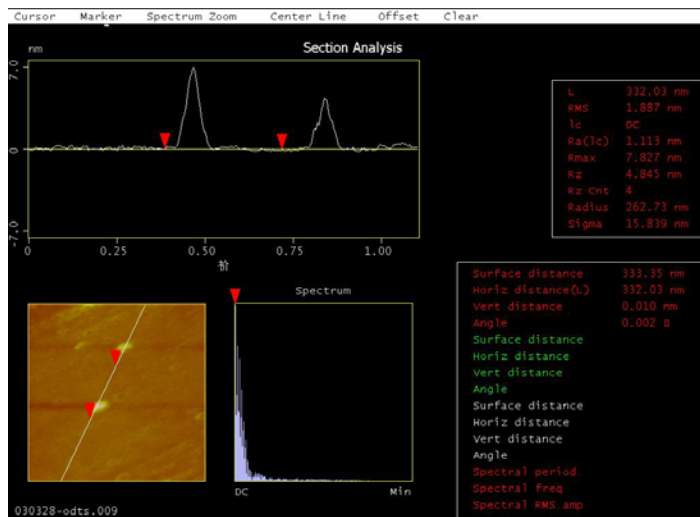 Cursor Marker Spectrum Zoom Center Line Offset Clear
Section Analysis
nm
7.0
0
-7.0
0 0.25 0.50 0.75 1.00
L 332.03 nm
RMS 1.887 nm
lc DC
Ra(lc) 1.113 nm
Rmax 7.827 nm
Rz 4.845 nm
Rz Cnt 4
Radius 262.73 nm
Sigma 15.839 nm
Surface distance 333.35 nm
Horiz distance(L) 332.03 nm
Vert distance 0.010 nm
Angle 0.002
Surface distance
Horiz distance
Vert distance
Angle
Surface distance
Horiz distance
Vert distance
Angle
Spectral period
Spectral freq
Spectral RMS amp
Spectrum
DC Min
030328-odts.009